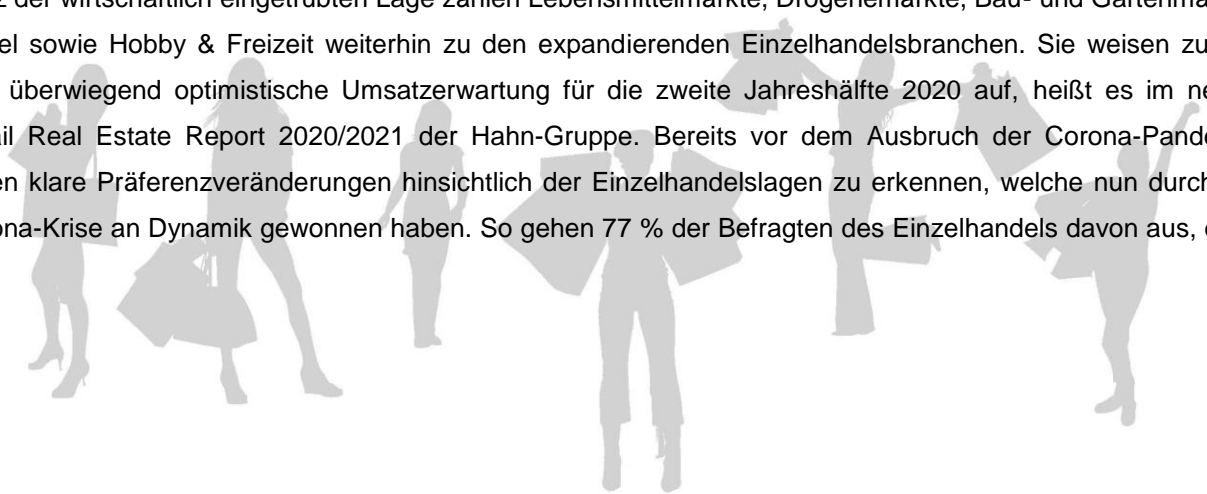 z der wirtschaftlich eingetrübten Lage zählen Lebensmittelmärkte, Drogeriemärkte, Bau- und Gartenmä
el sowie Hobby & Freizeit weiterhin zu den expandierenden Einzelhandelsbranchen. Sie weisen zu
überwiegend optimistische Umsatzerwartung für die zweite Jahreshälfte 2020 auf, heißt es im ne
ail Real Estate Report 2020/2021 der Hahn-Gruppe. Bereits vor dem Ausbruch der Corona-Pande
en klare Präferenzveränderungen hinsichtlich der Einzelhandelslagen zu erkennen, welche nun durch
ona-Krise an Dynamik gewonnen haben. So gehen 77 % der Befragten des Einzelhandels davon aus,